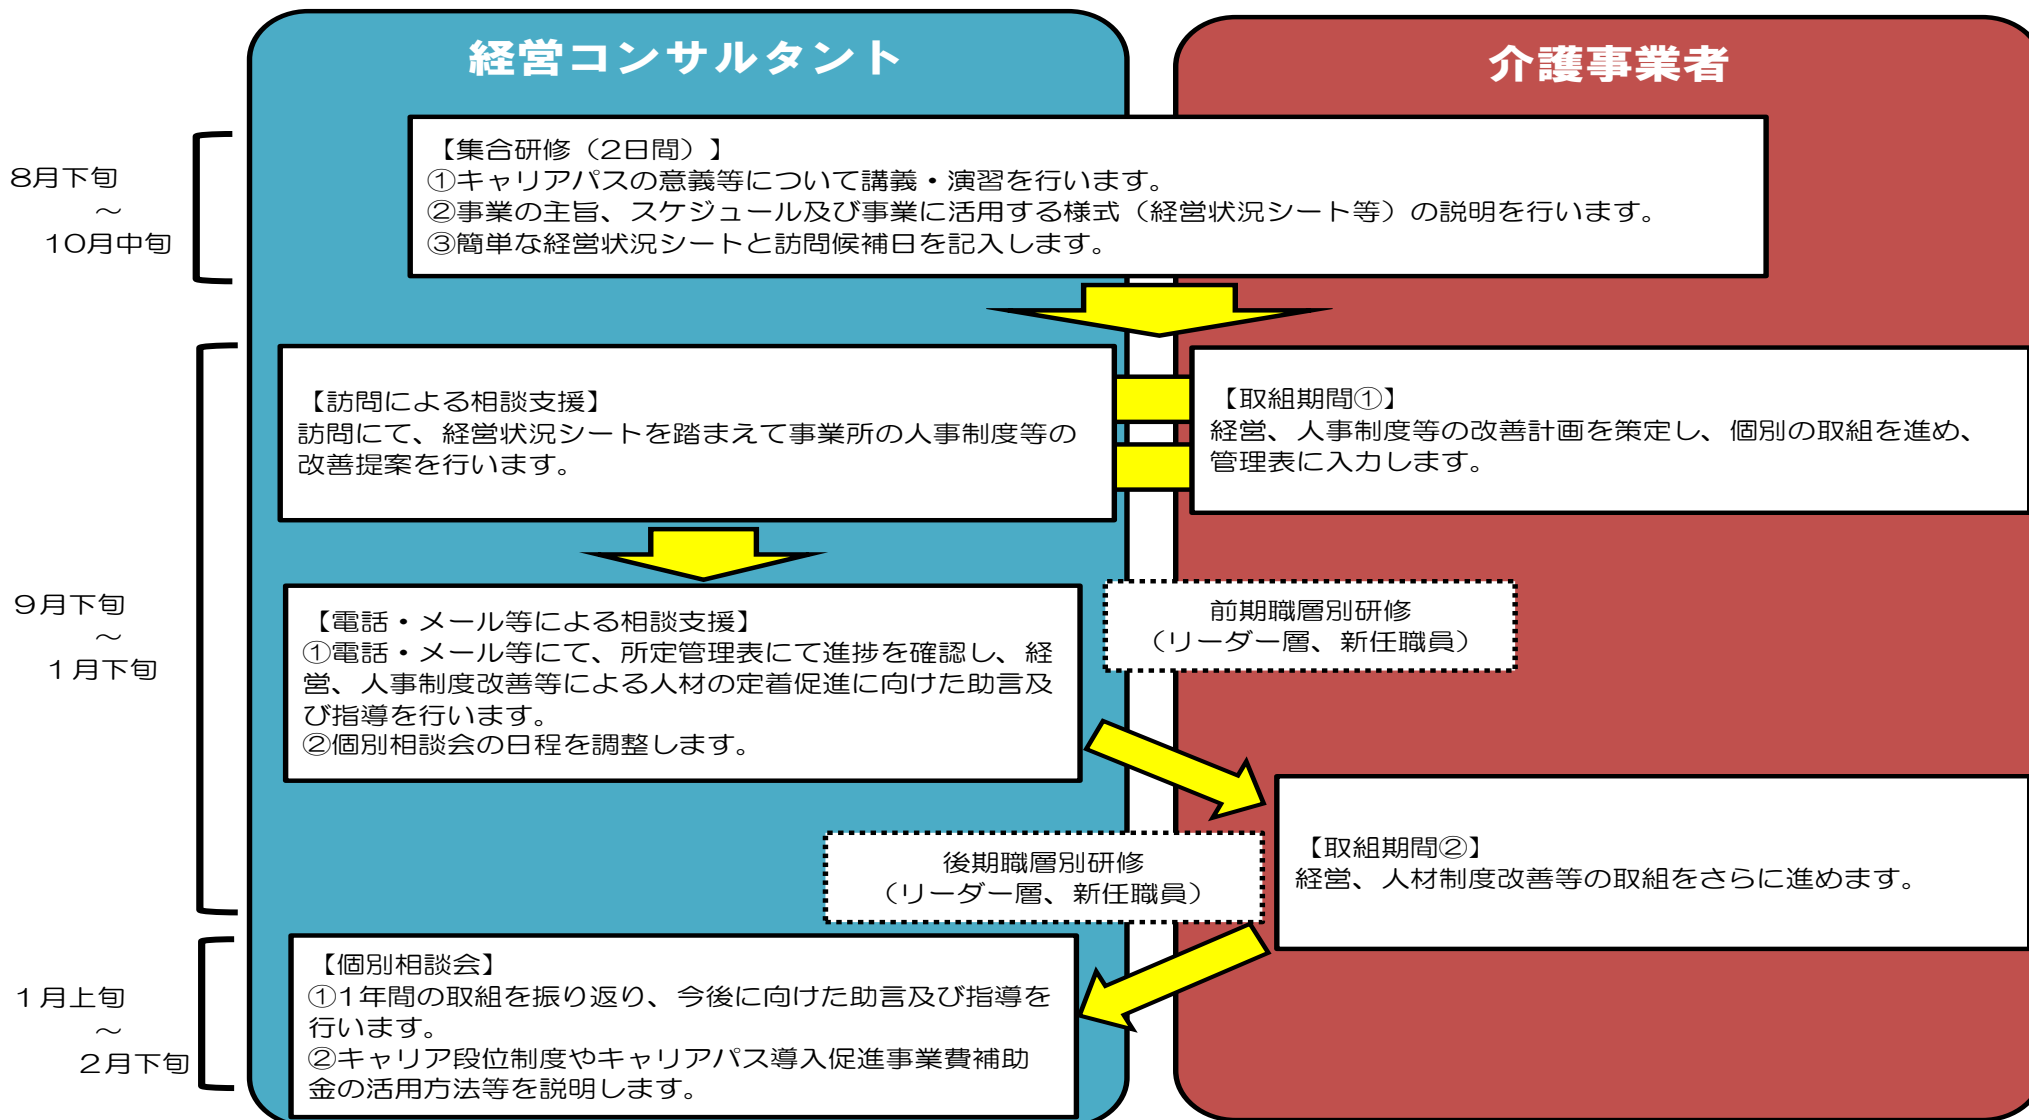 経営コンサルタント
介護事業者
8月下旬
～
10月中旬
【集合研修（2日間）】
①キャリアパスの意義等について講義・演習を行います。
②事業の主旨、スケジュール及び事業に活用する様式（経営状況シート等）の説明を行います。
③簡単な経営状況シートと訪問候補日を記入します。
9月下旬
～
1月下旬
【訪問による相談支援】
訪問にて、経営状況シートを踏まえて事業所の人事制度等の
改善提案を行います。
【取組期間①】
経営、人事制度等の改善計画を策定し、個別の取組を進め、
管理表に入力します。
【電話・メール等による相談支援】
①電話・メール等にて、所定管理表にて進捗を確認し、経
営、人事制度改善等による人材の定着促進に向けた助言及
び指導を行います。
②個別相談会の日程を調整します。
前期職層別研修
（リーダー層、新任職員）
後期職層別研修
（リーダー層、新任職員）
【取組期間②】
経営、人材制度改善等の取組をさらに進めます。
1月上旬
～
2月下旬
【個別相談会】
①1年間の取組を振り返り、今後に向けた助言及び指導を
行います。
②キャリア段位制度やキャリアパス導入促進事業費補助
金の活用方法等を説明します。